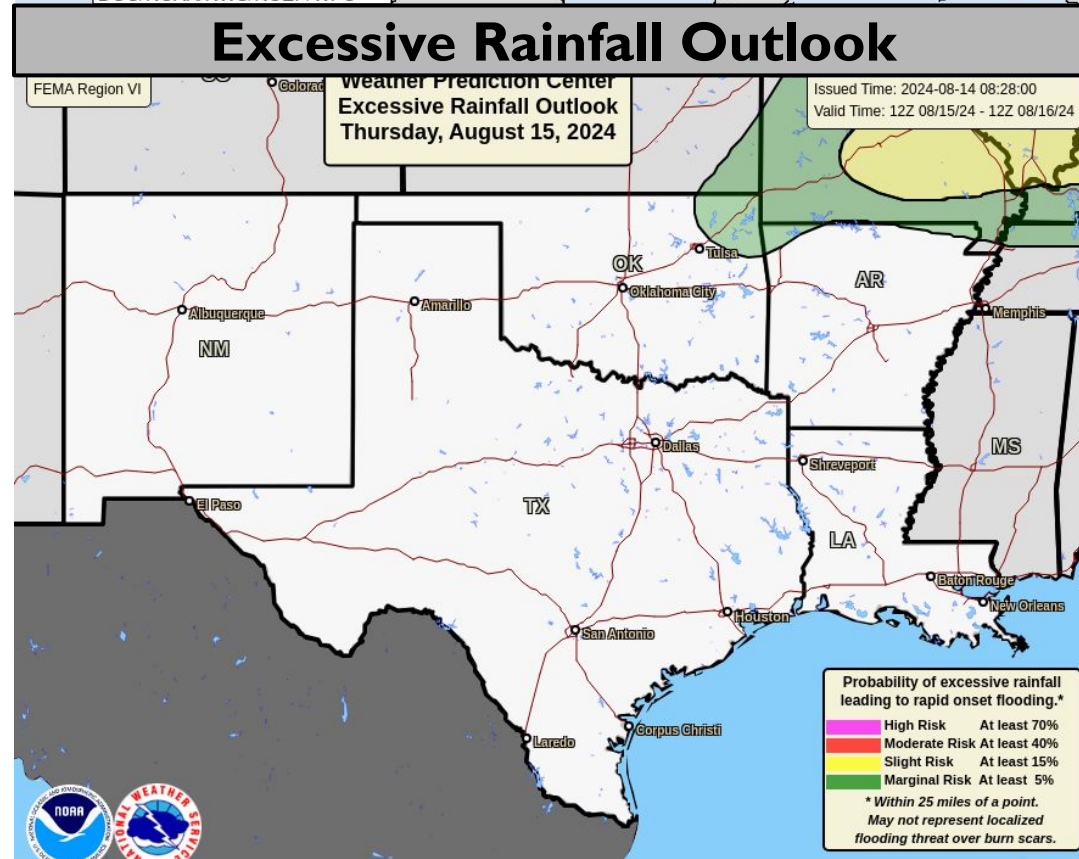 Excessive Rainfall Outlook
FEMA Region VI
Weather Prediction Center
Excessive Rainfall Outlook
Thursday, August 15, 2024
Issued Time: 2024-08-14 08:28:00
Valid Time: 12Z 08/15/24 - 12Z 08/16/24
Tulsa
OK
Oklahoma City
AR
Amarillo
Albuquerque
Memphis
NM
MS
Dallas
Shreveport
El Paso
TX
LA
Baton Rouge
New Orleans
Houston
San Antonio
Corpus Christi
Laredo
Probability of excessive rainfall
leading to rapid onset flooding.*
High Risk At least 70%
Moderate Risk At least 40%
Slight Risk At least 15%
Marginal Risk At least 5%
* Within 25 miles of a point.
May not represent localized
flooding threat over burn scars.
NOAA
NATIONAL WEATHER SERVICE